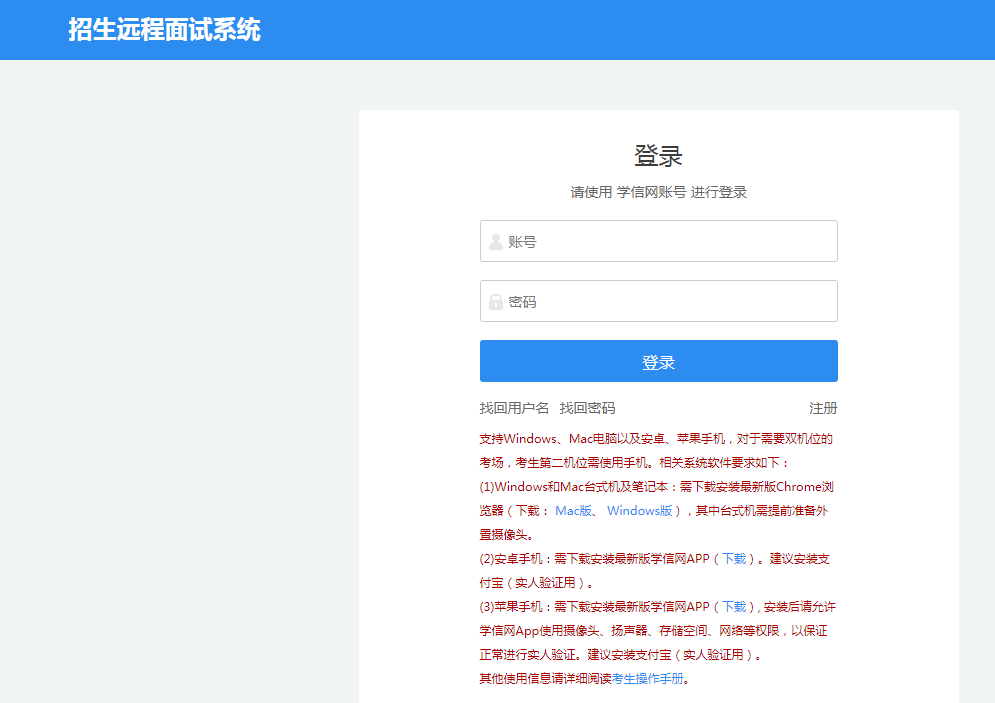 招生远程面试系统
登录
请使用 学信网账号 进行登录
账号
密码
登录
找回用户名 找回密码 注册
支持Windows、Mac电脑以及安卓、苹果手机，对于需要双机位的
考场，考生第二机位需使用手机。相关系统软件要求如下：
(1)Windows和Mac台式机及笔记本：需下载安装最新版Chrome浏
览器（下载： Mac版、 Windows版），其中台式机需提前准备外
置摄像头。
(2)安卓手机：需下载安装最新版学信网APP（下载）。建议安装支
付宝（实人验证用）。
(3)苹果手机：需下载安装最新版学信网APP（下载）, 安装后请允许
学信网App使用摄像头、扬声器、存储空间、网络等权限，以保证
正常进行实人验证。建议安装支付宝（实人验证用）。
其他使用信息请详细阅读考生操作手册。